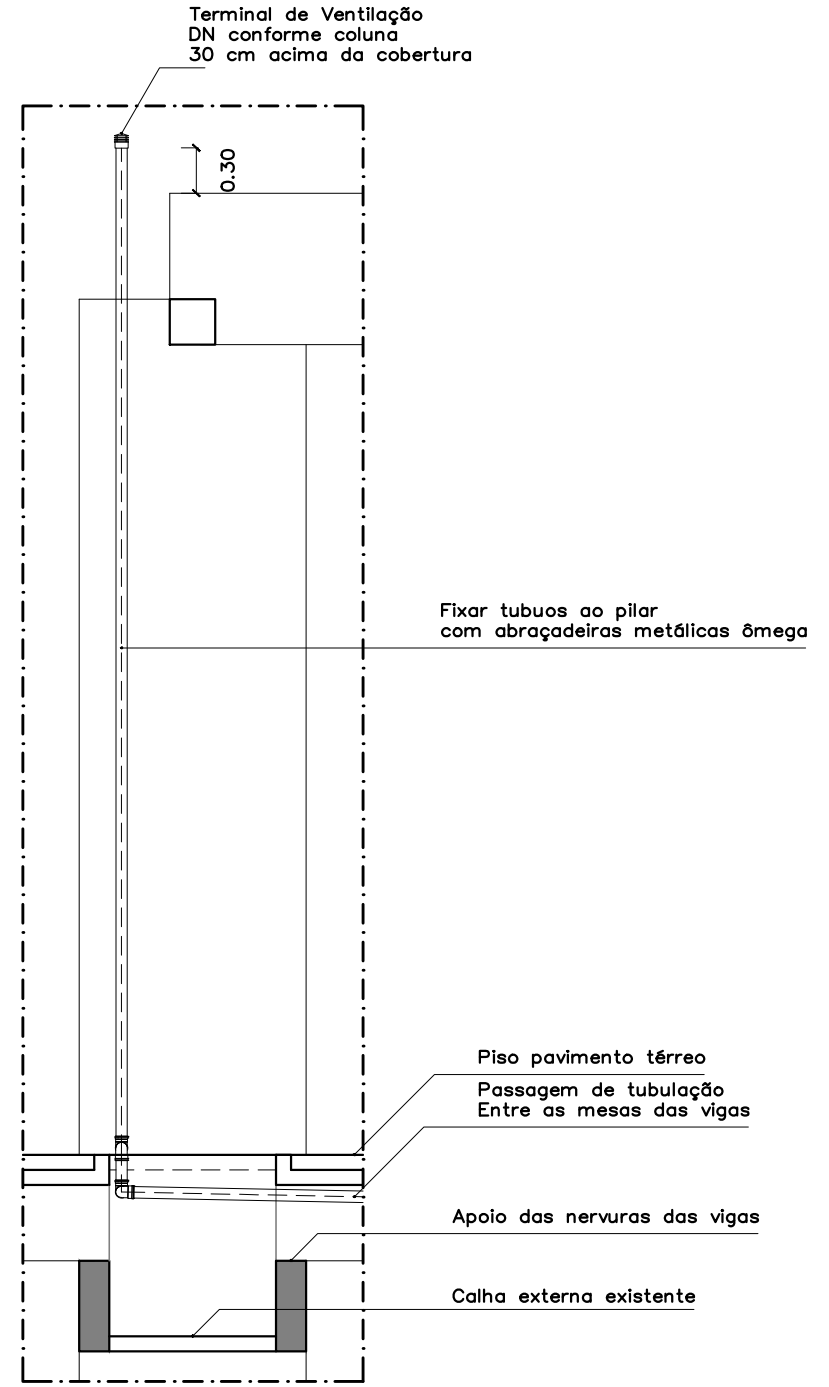 Terminal de Ventilação
DN conforme coluna
30 cm acima da cobertura
0.30
Fixar tubuos ao pilar
com abraçadeiras metálicas ômega
Piso pavimento térreo
Passagem de tubulação
Entre as mesas das vigas
Apoio das nervuras das vigas
Calha externa existente